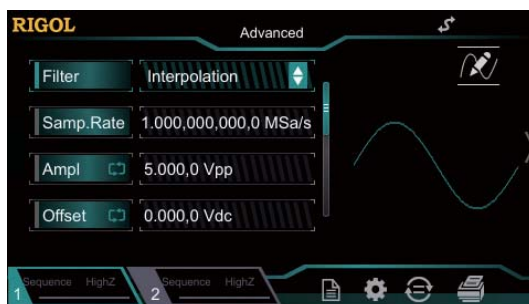 RIGOL
Advanced
Filter Interpolation
Samp.Rate 1.000,000,000,0 MSa/s
Ampl 5.000,0 Vpp
Offset 0.000,0 Vdc
1 Sequence HighZ
2 Sequence HighZ